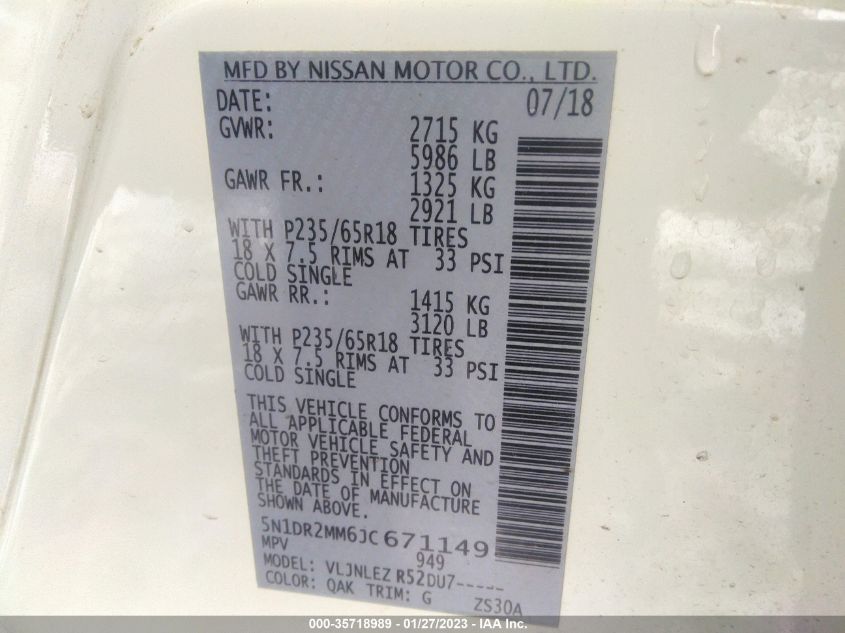 MFD BY NISSAN MOTOR CO., LTD.
DATE: 07/18
GVWR: 2715 KG
5986 LB
GAWR FR.: 1325 KG
2921 LB
WITH P235/65R18 TIRES
18 X 7.5 RIMS AT 33 PSI
COLD SINGLE
GAWR RR.: 1415 KG
3120 LB
WITH P235/65R18 TIRES
18 X 7.5 RIMS AT 33 PSI
COLD SINGLE
THIS VEHICLE CONFORMS TO
ALL APPLICABLE FEDERAL
MOTOR VEHICLE SAFETY AND
THEFT PREVENTION
STANDARDS IN EFFECT ON
THE DATE OF MANUFACTURE
SHOWN ABOVE.
5N1DR2MM6JC671149
MPV 949
MODEL: VLJNLEZ R52DU7-----
COLOR: QAK TRIM: G ZS30A
000-35718989 — 01/27/2023 — IAA Inc.